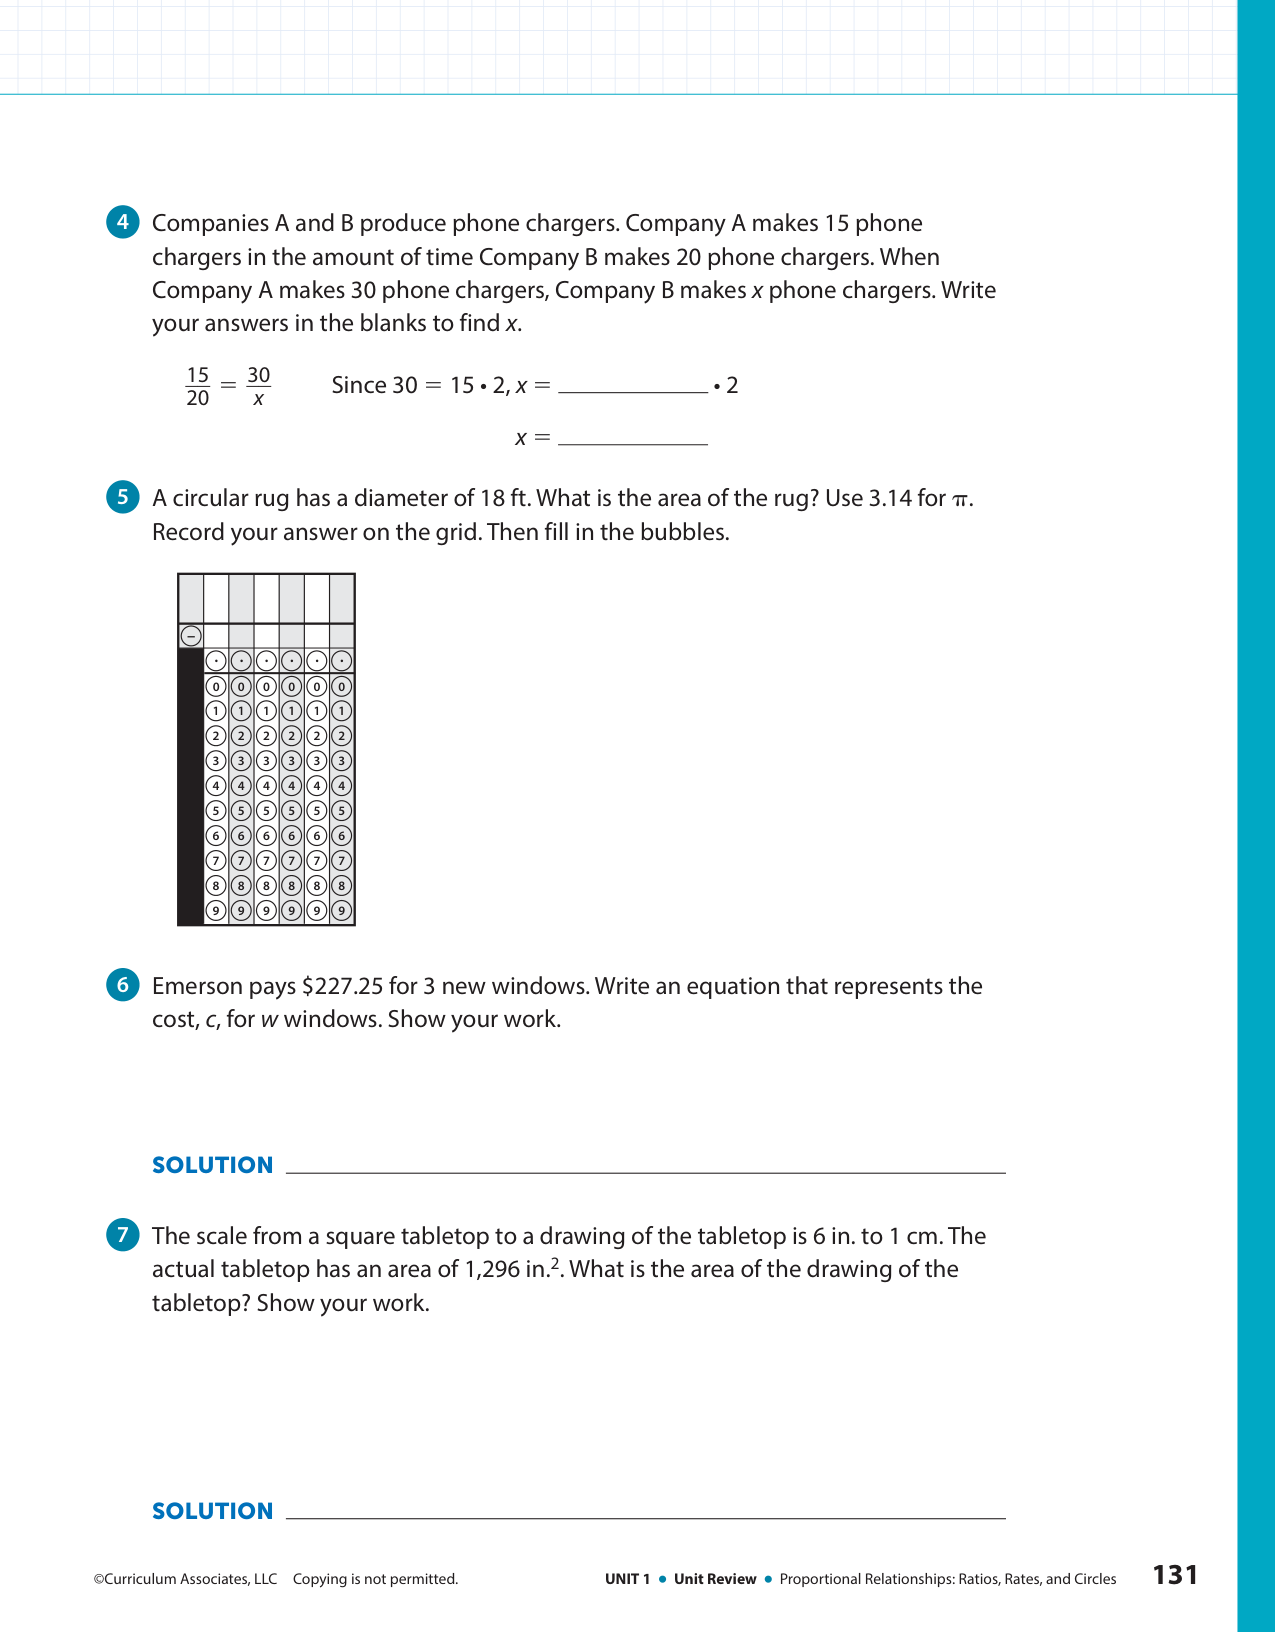 4 Companies A and B produce phone chargers. Company A makes 15 phone
chargers in the amount of time Company B makes 20 phone chargers. When
Company A makes 30 phone chargers, Company B makes x phone chargers. Write
your answers in the blanks to find x.
15/20 = 30/x Since 30 = 15 • 2, x = ____________ • 2
x = ____________
5 A circular rug has a diameter of 18 ft. What is the area of the rug? Use 3.14 for π.
Record your answer on the grid. Then fill in the bubbles.
−
· · · · · ·
0 0 0 0 0 0
1 1 1 1 1 1
2 2 2 2 2 2
3 3 3 3 3 3
4 4 4 4 4 4
5 5 5 5 5 5
6 6 6 6 6 6
7 7 7 7 7 7
8 8 8 8 8 8
9 9 9 9 9 9
6 Emerson pays $227.25 for 3 new windows. Write an equation that represents the
cost, c, for w windows. Show your work.
SOLUTION
7 The scale from a square tabletop to a drawing of the tabletop is 6 in. to 1 cm. The
actual tabletop has an area of 1,296 in.². What is the area of the drawing of the
tabletop? Show your work.
SOLUTION
©Curriculum Associates, LLC Copying is not permitted. UNIT 1 • Unit Review • Proportional Relationships: Ratios, Rates, and Circles 131